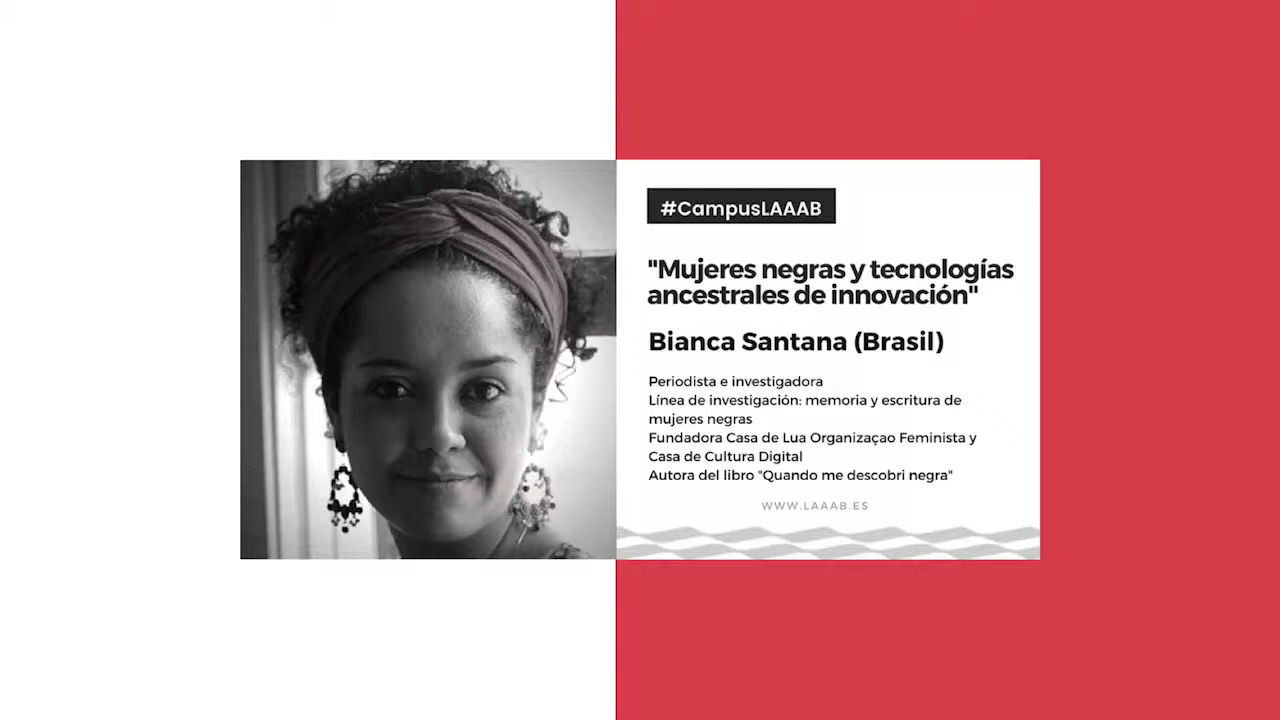 #CampusLAAAB
"Mujeres negras y tecnologías
ancestrales de innovación"
Bianca Santana (Brasil)
Periodista e investigadora
Línea de investigación: memoria y escritura de
mujeres negras
Fundadora Casa de Lua Organizaçao Feminista y
Casa de Cultura Digital
Autora del libro "Quando me descobri negra"
WWW.LAAAB.ES